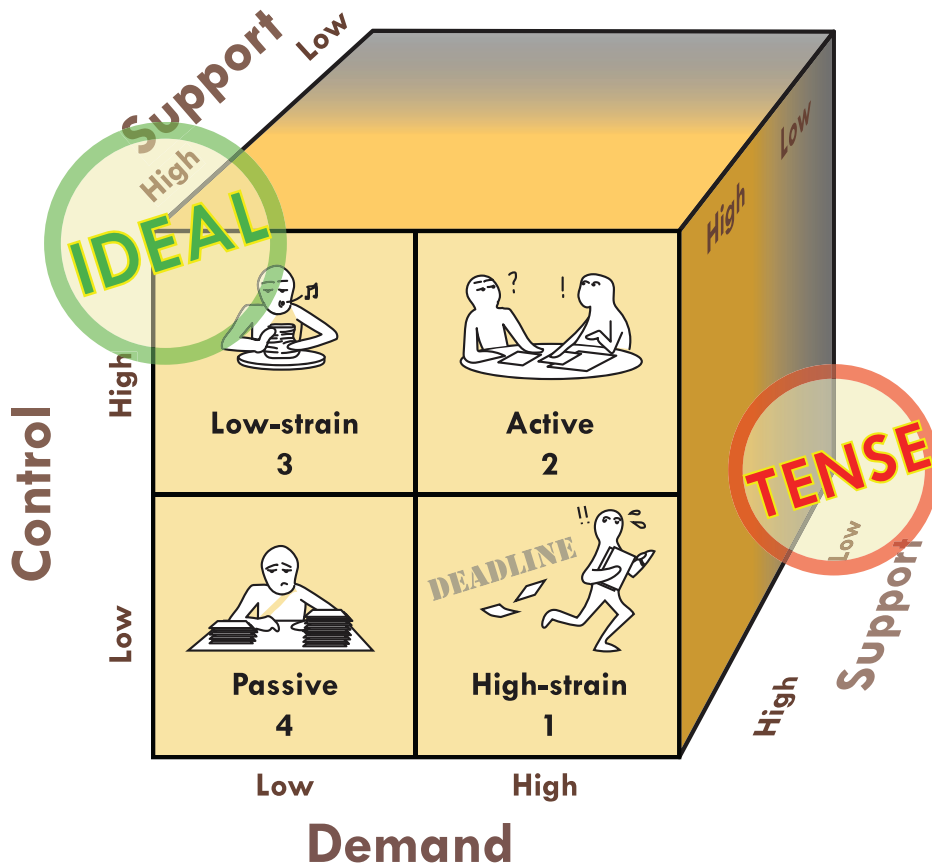 Support
Low
High
IDEAL
Low
High
?
!
Control
High
Low-strain
3
Active
2
TENSE
Low
Support
High
!!
DEADLINE
Low
Passive
4
High-strain
1
Low
High
Demand